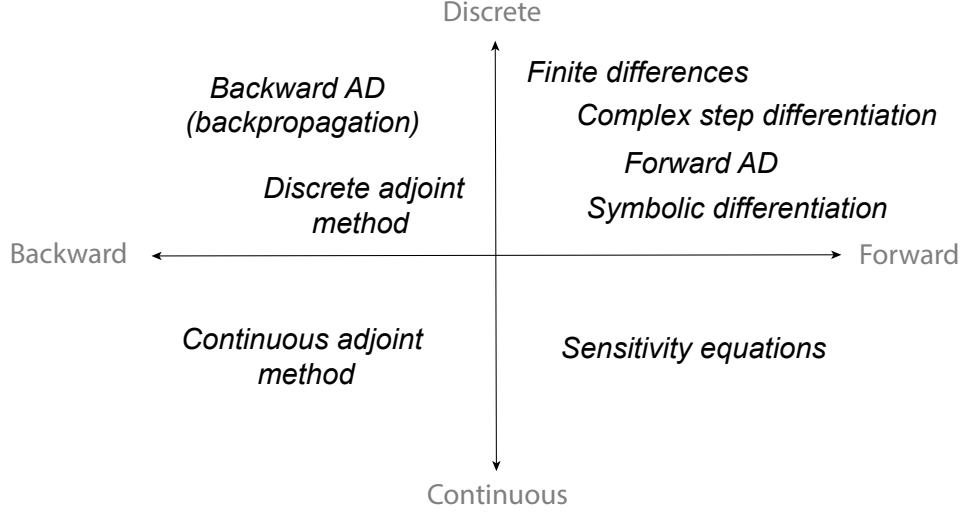 Discrete
Backward AD
(backpropagation)
Finite differences
Complex step differentiation
Forward AD
Discrete adjoint
method
Symbolic differentiation
Backward
Forward
Continuous adjoint
method
Sensitivity equations
Continuous